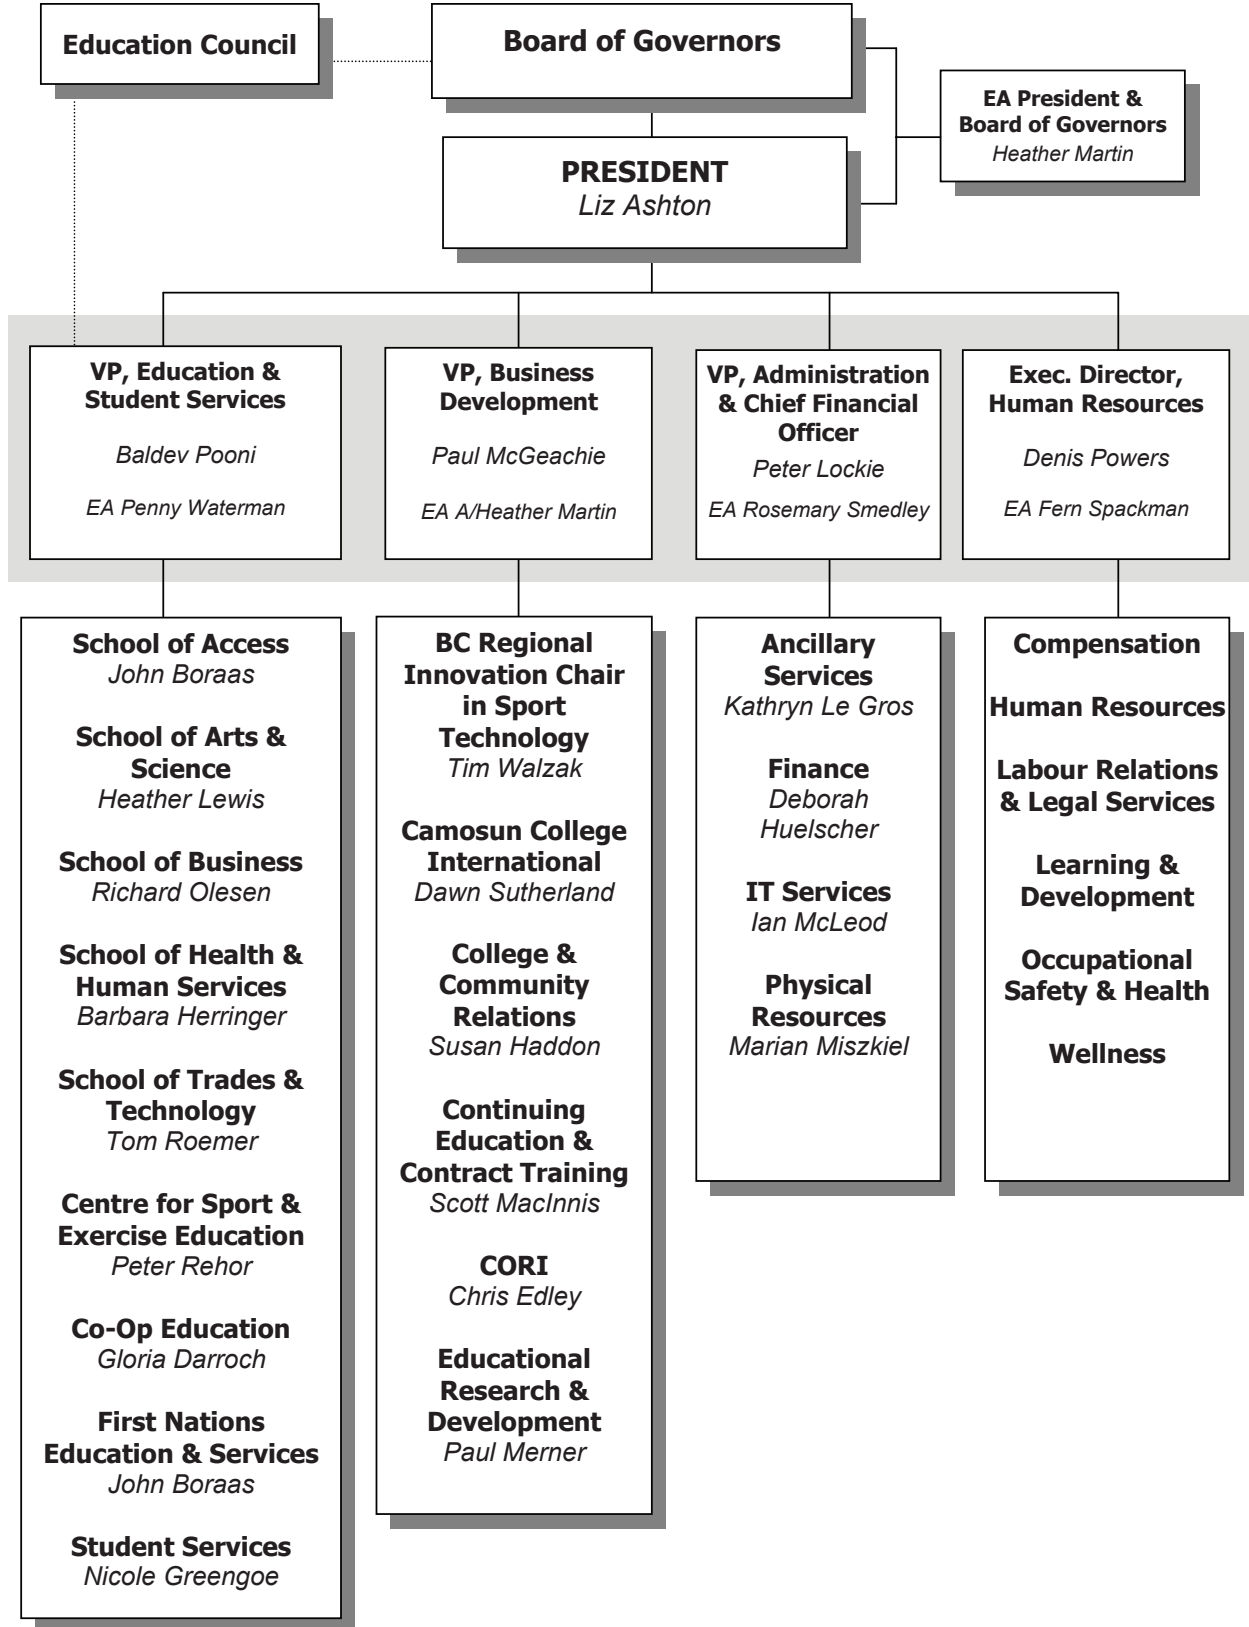 Education Council
Board of Governors
EA President &
Board of Governors
Heather Martin
PRESIDENT
Liz Ashton
VP, Education &
Student Services
Baldev Pooni
EA Penny Waterman
VP, Business
Development
Paul McGeachie
EA A/Heather Martin
VP, Administration
& Chief Financial
Officer
Peter Lockie
EA Rosemary Smedley
Exec. Director,
Human Resources
Denis Powers
EA Fern Spackman
School of Access
John Boraas
School of Arts &
Science
Heather Lewis
School of Business
Richard Olesen
School of Health &
Human Services
Barbara Herringer
School of Trades &
Technology
Tom Roemer
Centre for Sport &
Exercise Education
Peter Rehor
Co-Op Education
Gloria Darroch
First Nations
Education & Services
John Boraas
Student Services
Nicole Greengoe
BC Regional
Innovation Chair
in Sport
Technology
Tim Walzak
Camosun College
International
Dawn Sutherland
College &
Community
Relations
Susan Haddon
Continuing
Education &
Contract Training
Scott MacInnis
CORI
Chris Edley
Educational
Research &
Development
Paul Merner
Ancillary
Services
Kathryn Le Gros
Finance
Deborah
Huelscher
IT Services
Ian McLeod
Physical
Resources
Marian Miszkiel
Compensation
Human Resources
Labour Relations
& Legal Services
Learning &
Development
Occupational
Safety & Health
Wellness